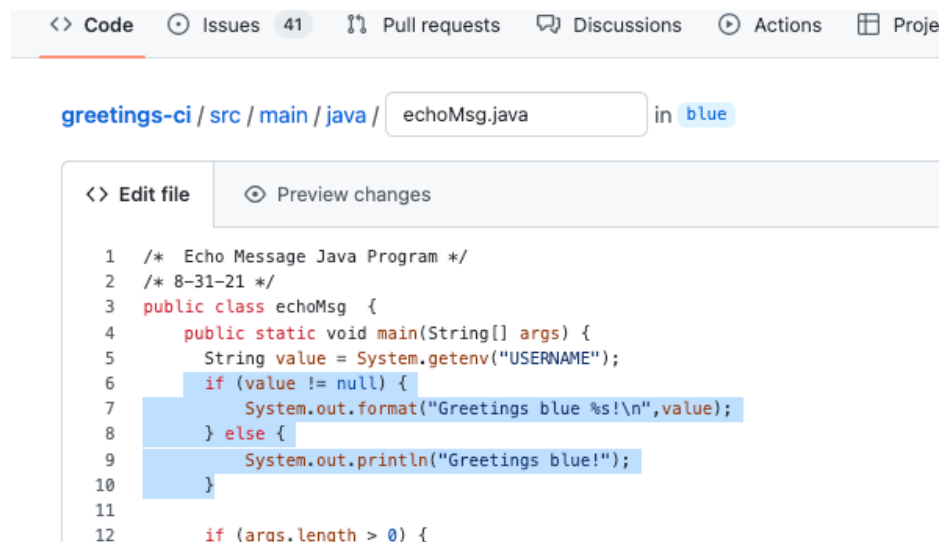 <> Code Issues 41 Pull requests Discussions Actions Proje
greetings-ci / src / main / java / echoMsg.java in blue
<> Edit file Preview changes
1 /*  Echo Message Java Program */
2 /* 8-31-21 */
3 public class echoMsg  {
4     public static void main(String[] args) {
5       String value = System.getenv("USERNAME");
6       if (value != null) {
7           System.out.format("Greetings blue %s!\n",value);
8       } else {
9           System.out.println("Greetings blue!");
10       }
11
12       if (args.length > 0) {